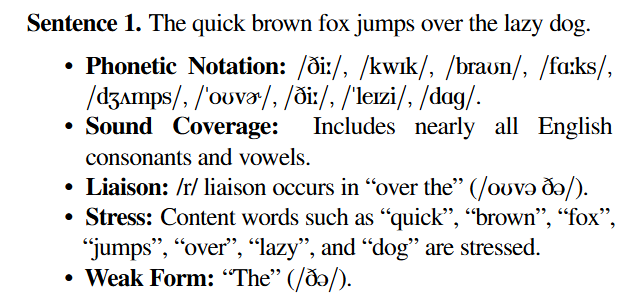 Sentence 1. The quick brown fox jumps over the lazy dog.
• Phonetic Notation: /ðiː/, /kwɪk/, /braʊn/, /fɑːks/,
/dʒʌmps/, /ˈoʊvɚ/, /ðiː/, /ˈleɪzi/, /dɑɡ/.
• Sound Coverage: Includes nearly all English
consonants and vowels.
• Liaison: /r/ liaison occurs in “over the” (/oʊvə ðə/).
• Stress: Content words such as “quick”, “brown”, “fox”,
“jumps”, “over”, “lazy”, and “dog” are stressed.
• Weak Form: “The” (/ðə/).